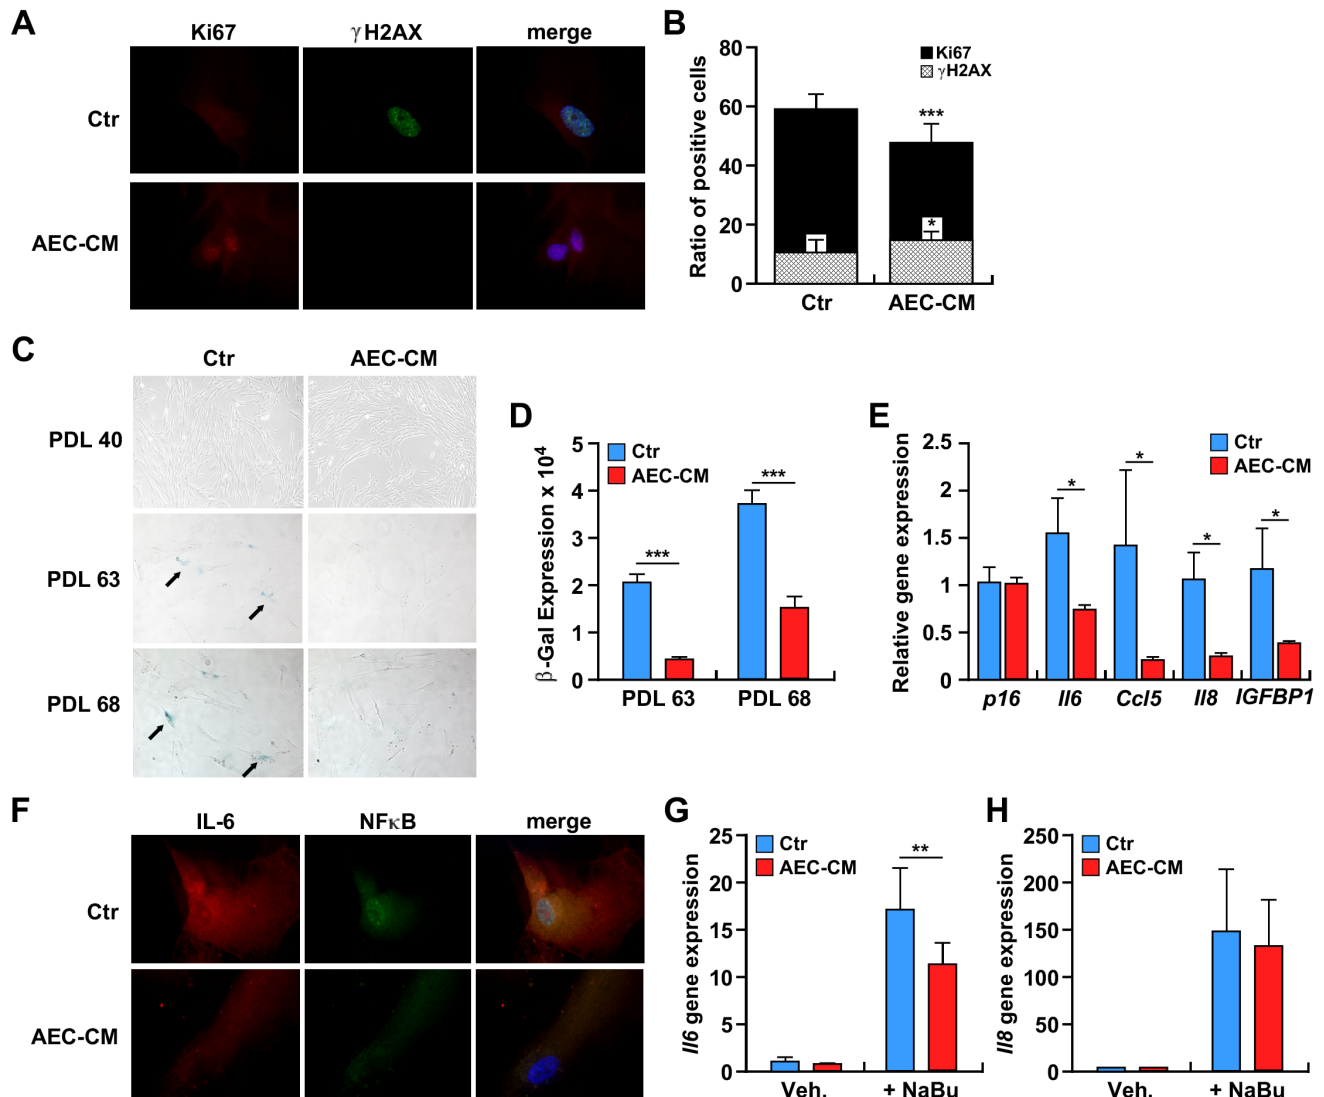 A
Ki67
γH2AX
merge
Ctr
AEC-CM
B
Ratio of positive cells
80
60
40
20
0
Ki67
γH2AX
***
*
Ctr
AEC-CM
C
Ctr
AEC-CM
PDL 40
PDL 63
PDL 68
D
β-Gal Expression x 10⁴
5
4
3
2
1
0
Ctr
AEC-CM
***
***
PDL 63
PDL 68
E
Relative gene expression
2.5
2
1.5
1
0.5
0
Ctr
AEC-CM
*
*
*
*
p16
Il6
Ccl5
Il8
IGFBP1
F
IL-6
NFκB
merge
Ctr
AEC-CM
G
Il6 gene expression
25
20
15
10
5
0
Ctr
AEC-CM
**
Veh.
+ NaBu
H
Il8 gene expression
250
200
150
100
50
0
Ctr
AEC-CM
Veh.
+ NaBu